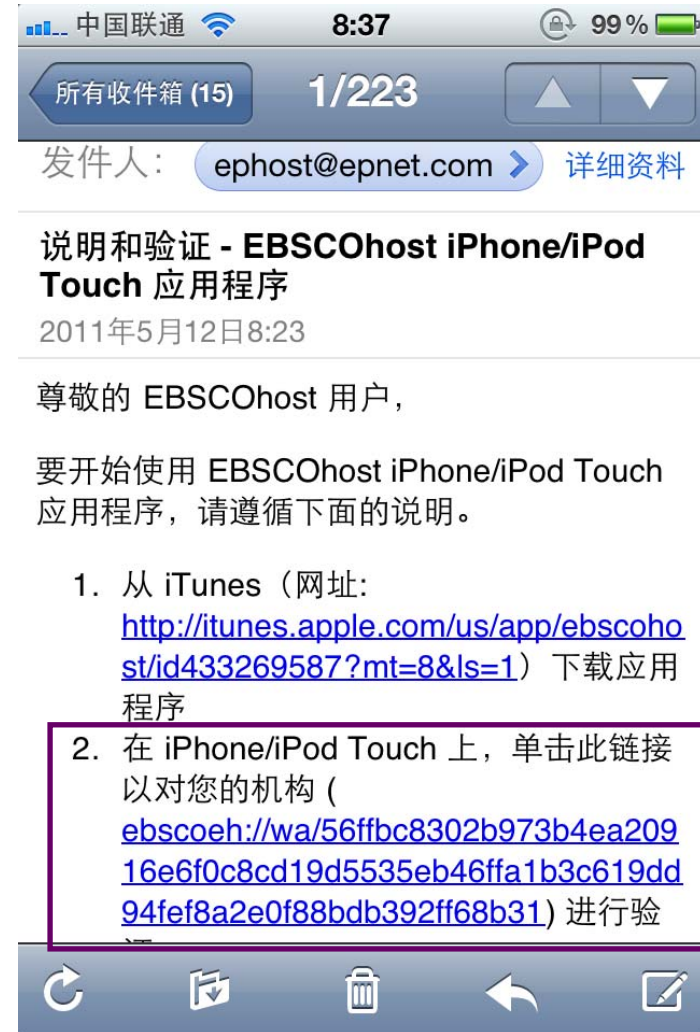 中国联通 8:37 99%
所有收件箱 (15) 1/223
发件人: ephost@epnet.com 详细资料
说明和验证 - EBSCOhost iPhone/iPod
Touch 应用程序
2011年5月12日8:23
尊敬的 EBSCOhost 用户,
要开始使用 EBSCOhost iPhone/iPod Touch
应用程序，请遵循下面的说明。
1. 从 iTunes（网址:
http://itunes.apple.com/us/app/ebscoho
st/id433269587?mt=8&ls=1）下载应用
程序
2. 在 iPhone/iPod Touch 上，单击此链接
以对您的机构 (
ebscoeh://wa/56ffbc8302b973b4ea209
16e6f0c8cd19d5535eb46ffa1b3c619dd
94fef8a2e0f88bdb392ff68b31) 进行验